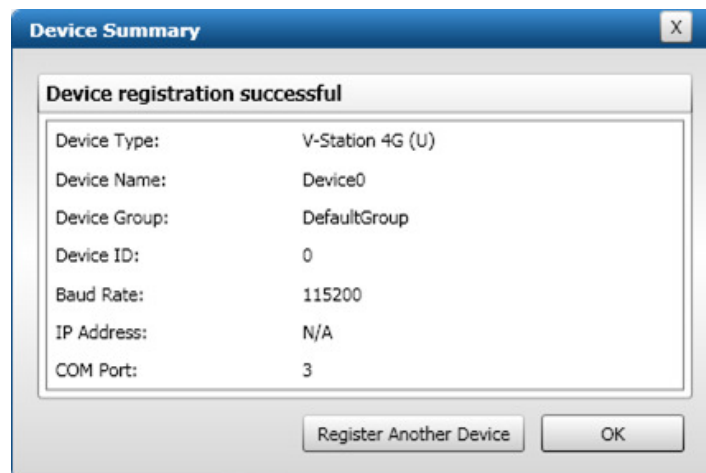 Device Summary
X
Device registration successful
Device Type: V-Station 4G (U)
Device Name: Device0
Device Group: DefaultGroup
Device ID: 0
Baud Rate: 115200
IP Address: N/A
COM Port: 3
Register Another Device OK